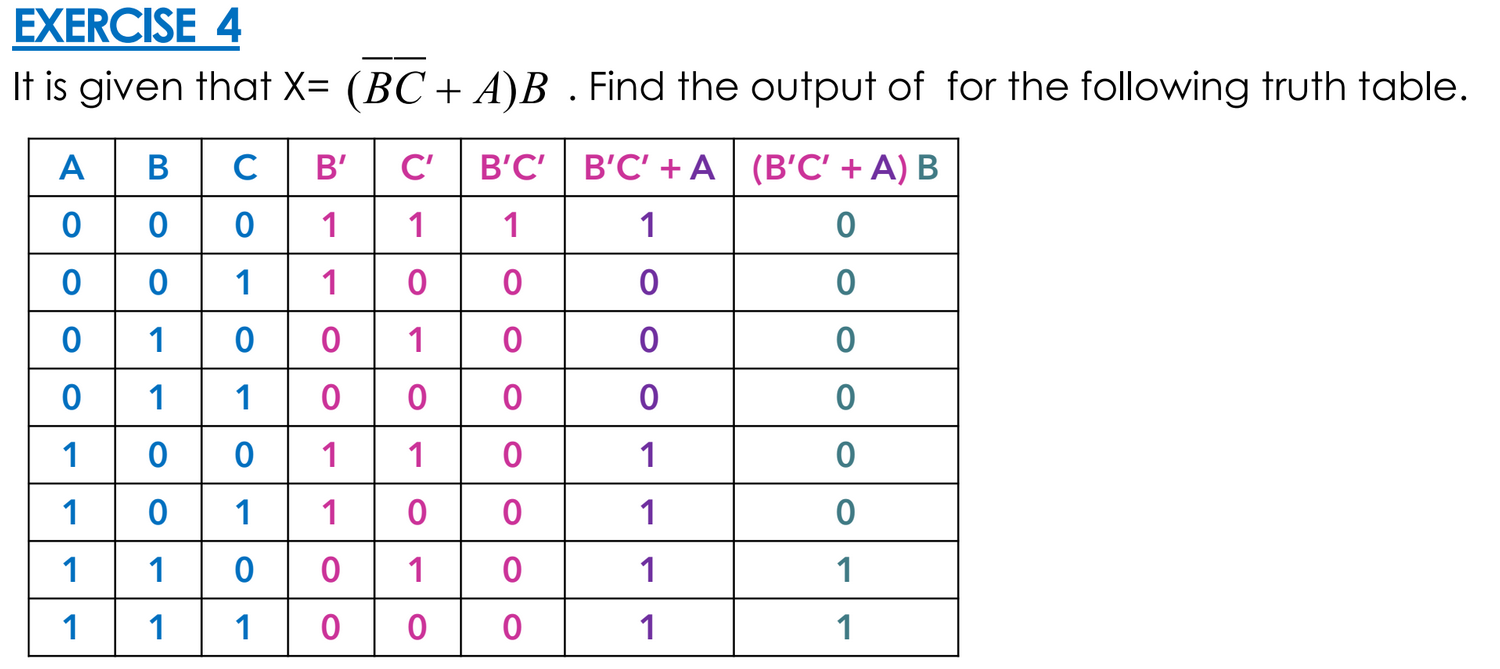 EXERCISE 4
It is given that X= (B̅ C̅ + A)B . Find the output of for the following truth table.
A B C B′ C′ B′C′ B′C′ + A (B′C′ + A) B
0 0 0 1 1 1 1 0
0 0 1 1 0 0 0 0
0 1 0 0 1 0 0 0
0 1 1 0 0 0 0 0
1 0 0 1 1 0 1 0
1 0 1 1 0 0 1 0
1 1 0 0 1 0 1 1
1 1 1 0 0 0 1 1